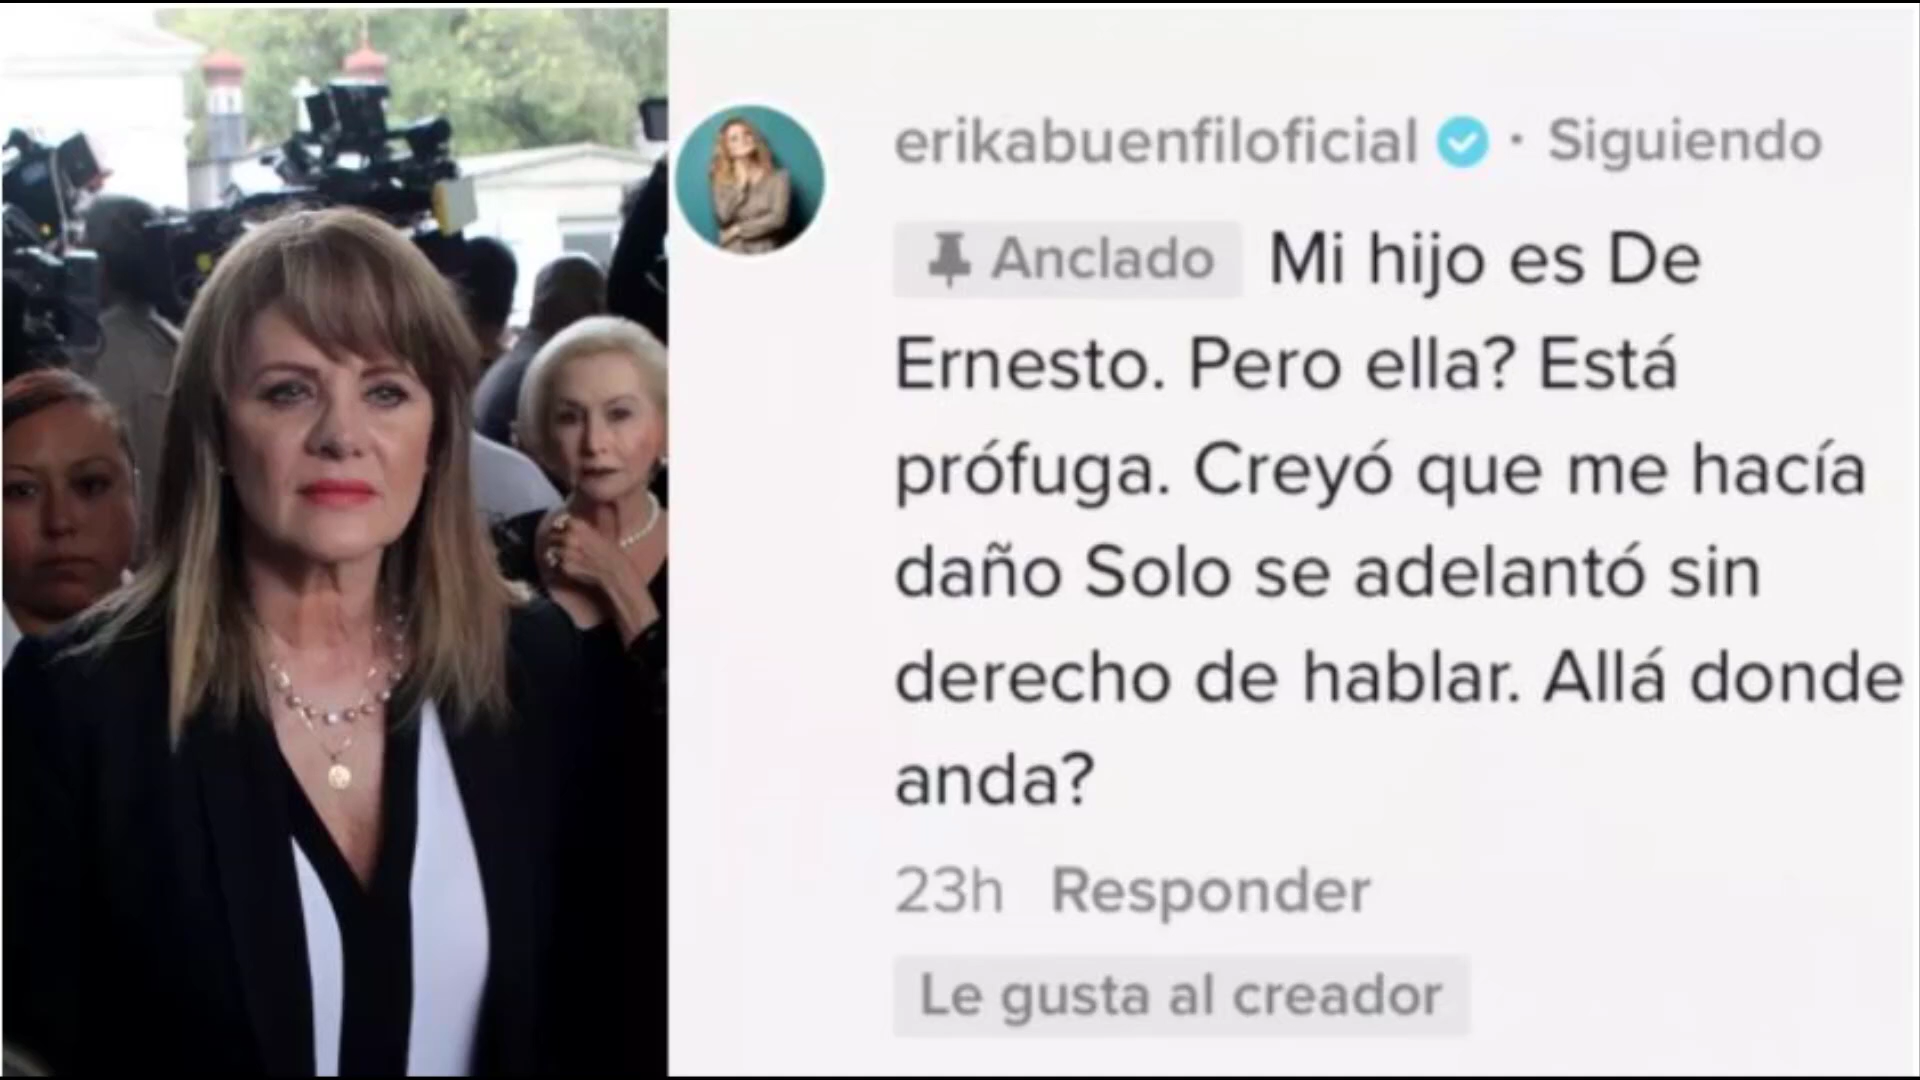 erikabuenfiloficial · Siguiendo
Anclado Mi hijo es De
Ernesto. Pero ella? Está
prófuga. Creyó que me hacía
daño Solo se adelantó sin
derecho de hablar. Allá donde
anda?
23h Responder
Le gusta al creador